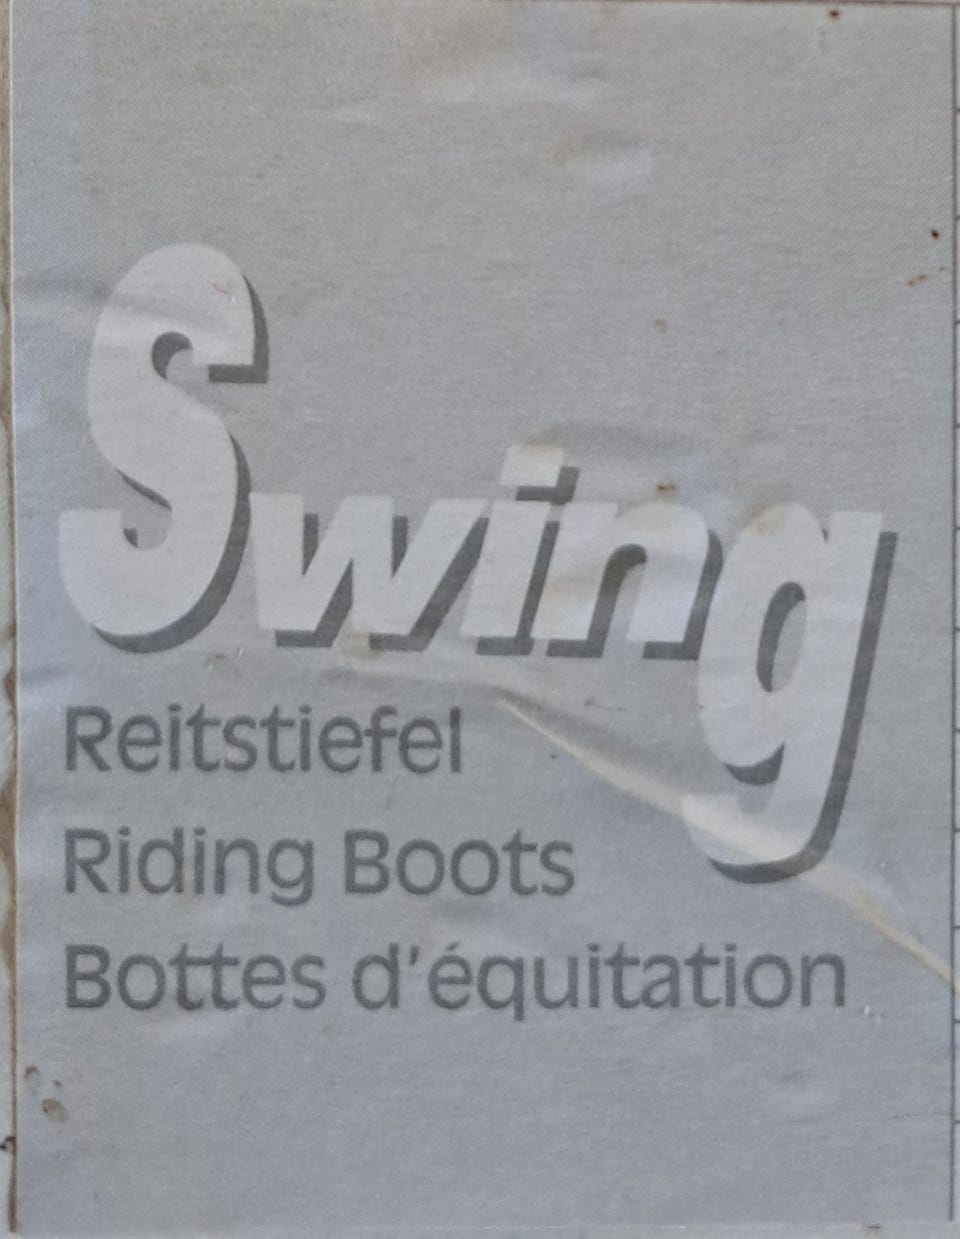 Swing
Reitstiefel
Riding Boots
Bottes d'équitation